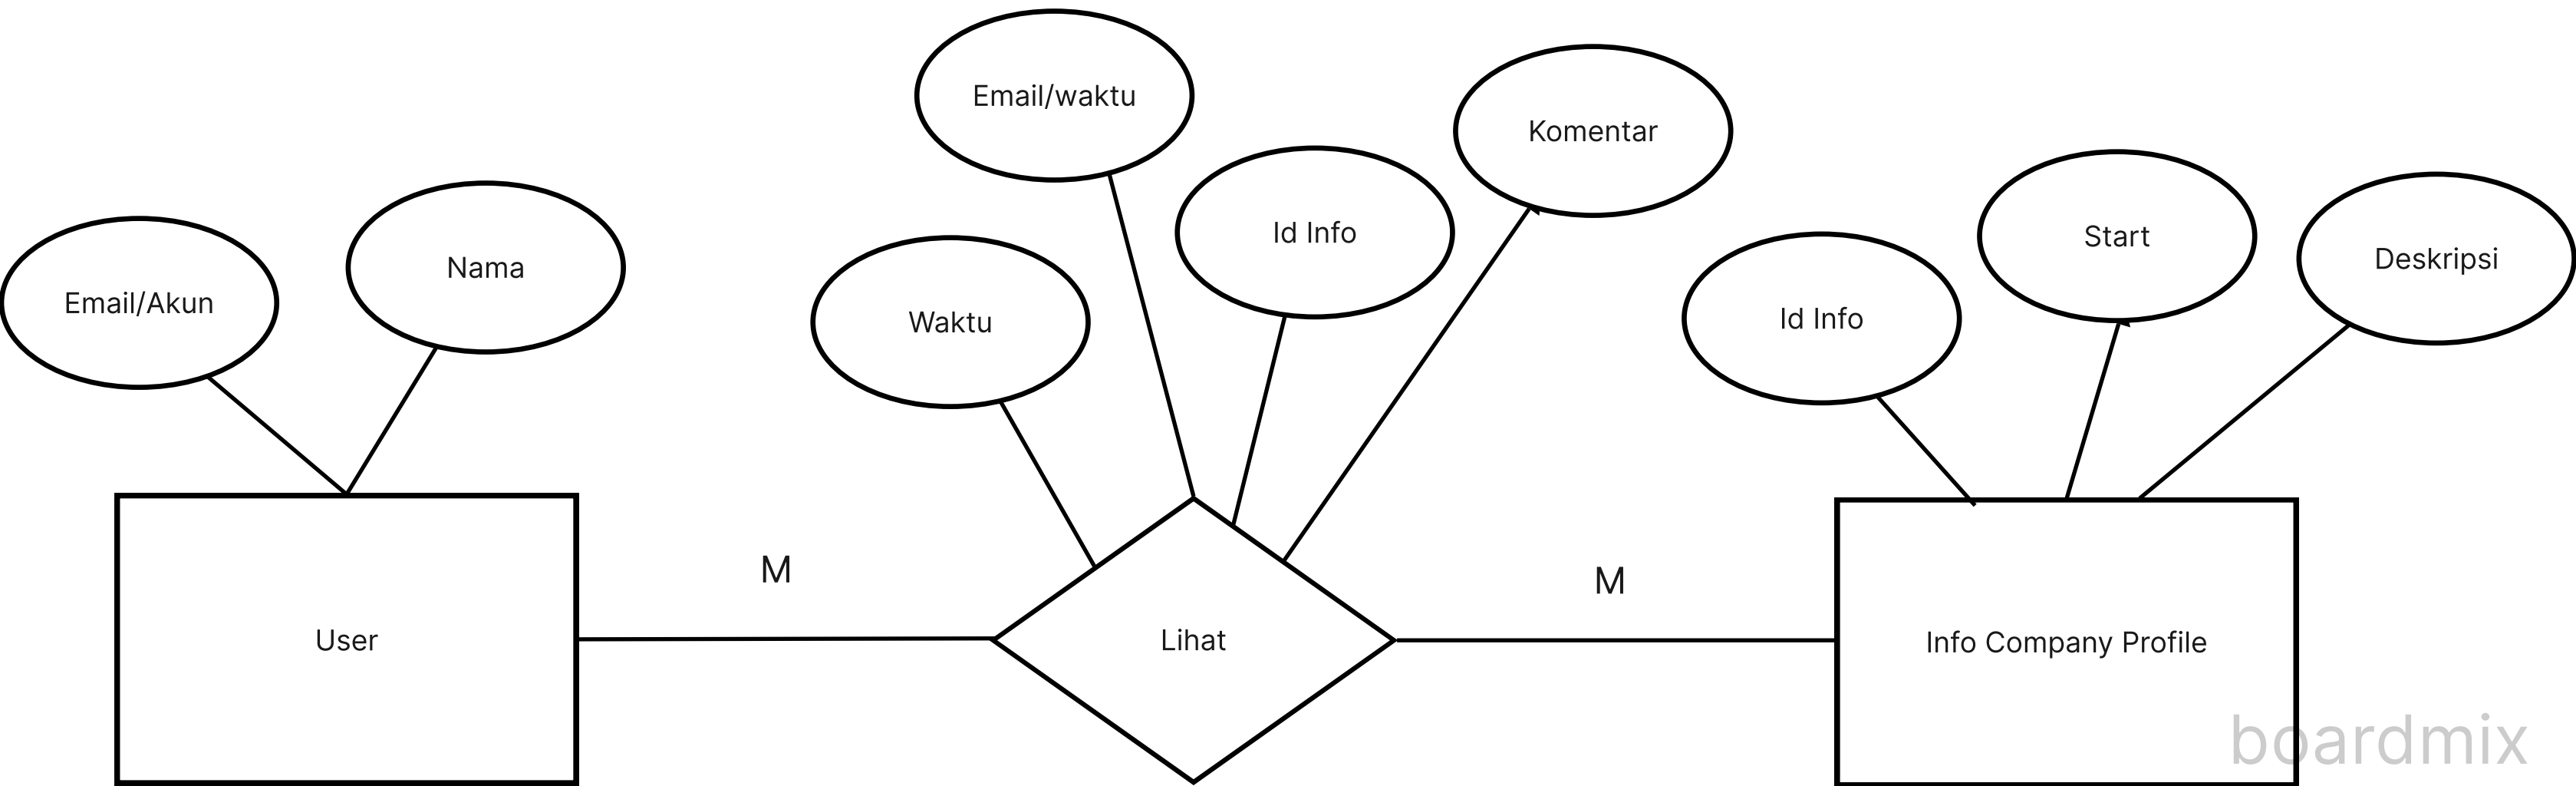 Email/waktu
Komentar
Id Info
Start
Deskripsi
Nama
Email/Akun
Waktu
Id Info
M
M
User
Lihat
Info Company Profile
boardmix